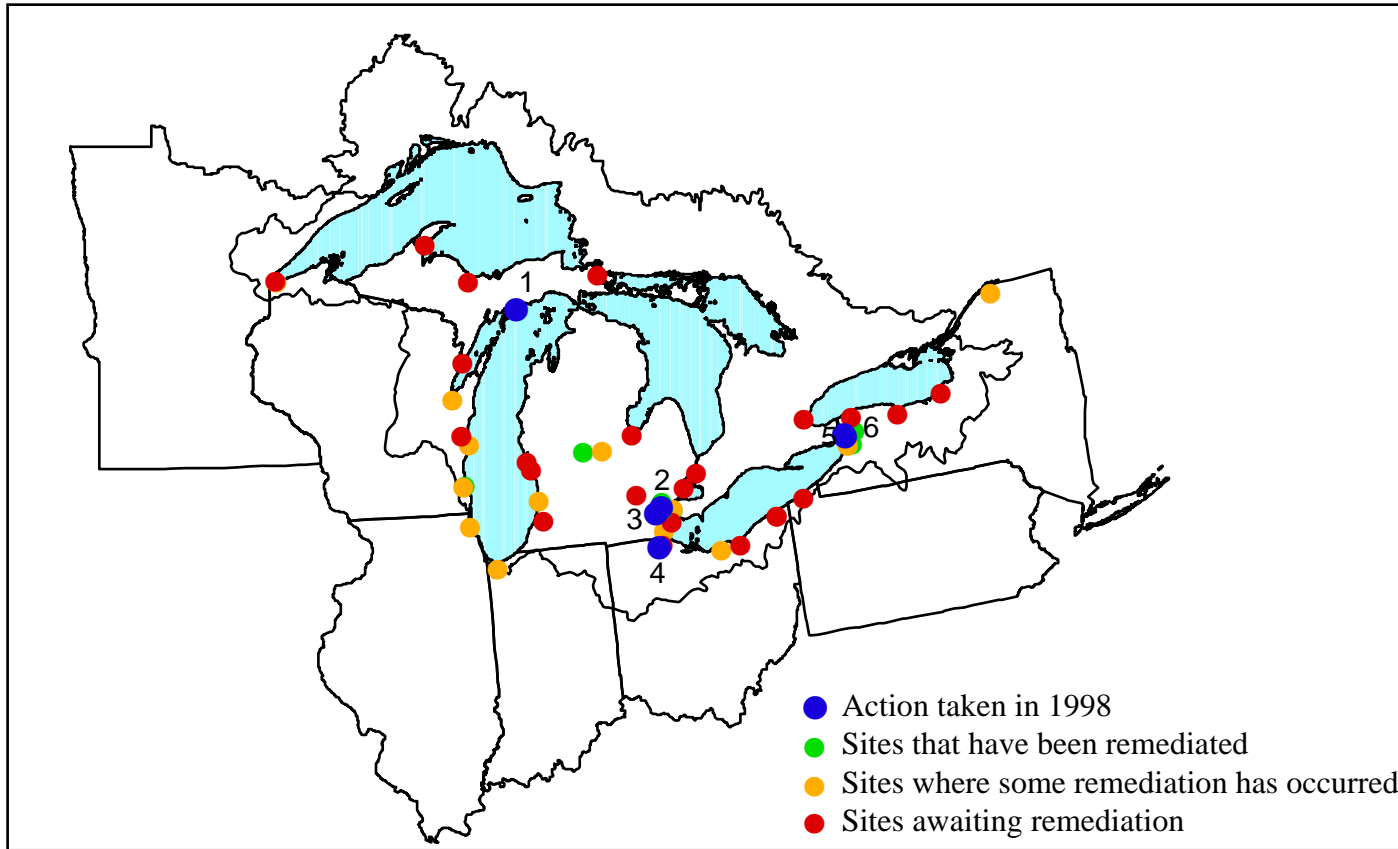 1
2
3
4
5
6
Action taken in 1998
Sites that have been remediated
Sites where some remediation has occurred
Sites awaiting remediation